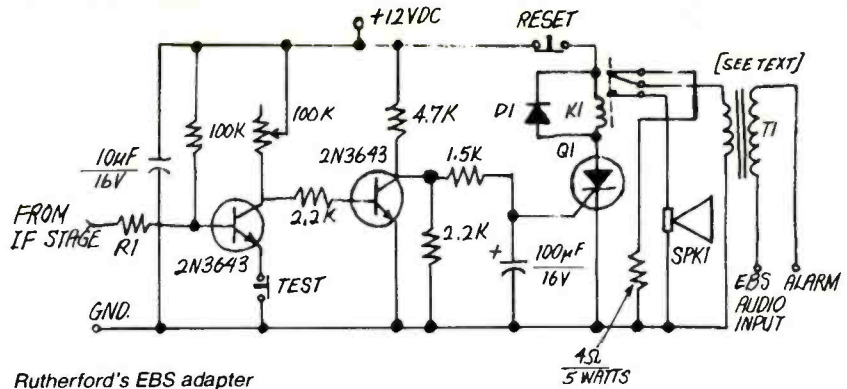 +12VDC
RESET
[SEE TEXT]
100K
100K
4.7K
D1
K1
T1
10µF
16V
2N3643
1.5K
Q1
FROM
IF STAGE
R1
2.2K
2.2K
2N3643
TEST
+
100µF
16V
SPK1
EBS ALARM
AUDIO
INPUT
GND.
4Ω
5 WATTS
Rutherford's EBS adapter